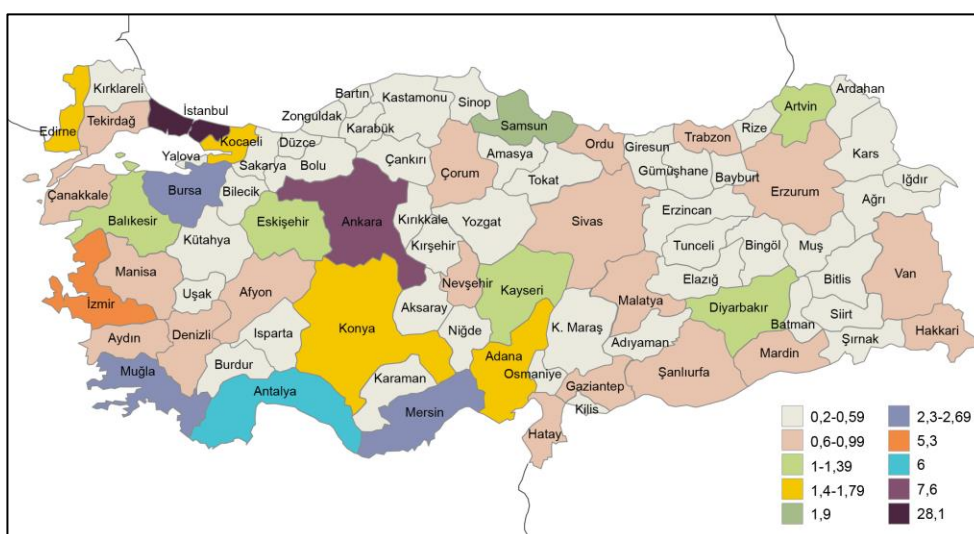 Kırklareli
Edirne
Tekirdağ
İstanbul
Kocaeli
Yalova
Sakarya
Düzce
Zonguldak
Bartın
Karabük
Kastamonu
Sinop
Samsun
Bolu
Çankırı
Çorum
Amasya
Tokat
Ordu
Giresun
Trabzon
Gümüşhane
Bayburt
Rize
Artvin
Ardahan
Kars
Iğdır
Ağrı
Erzurum
Erzincan
Çanakkale
Balıkesir
Bursa
Bilecik
Eskişehir
Kütahya
Ankara
Kırıkkale
Kırşehir
Yozgat
Sivas
Tunceli
Bingöl
Muş
Bitlis
Van
Elazığ
Manisa
İzmir
Uşak
Afyon
Konya
Aksaray
Nevşehir
Kayseri
Malatya
Diyarbakır
Batman
Siirt
Şırnak
Hakkari
Aydın
Denizli
Isparta
Burdur
Niğde
Adana
K. Maraş
Adıyaman
Osmaniye
Şanlıurfa
Mardin
Muğla
Antalya
Karaman
Mersin
Gaziantep
Kilis
Hatay
0,2-0,59
0,6-0,99
1-1,39
1,4-1,79
1,9
2,3-2,69
5,3
6
7,6
28,1